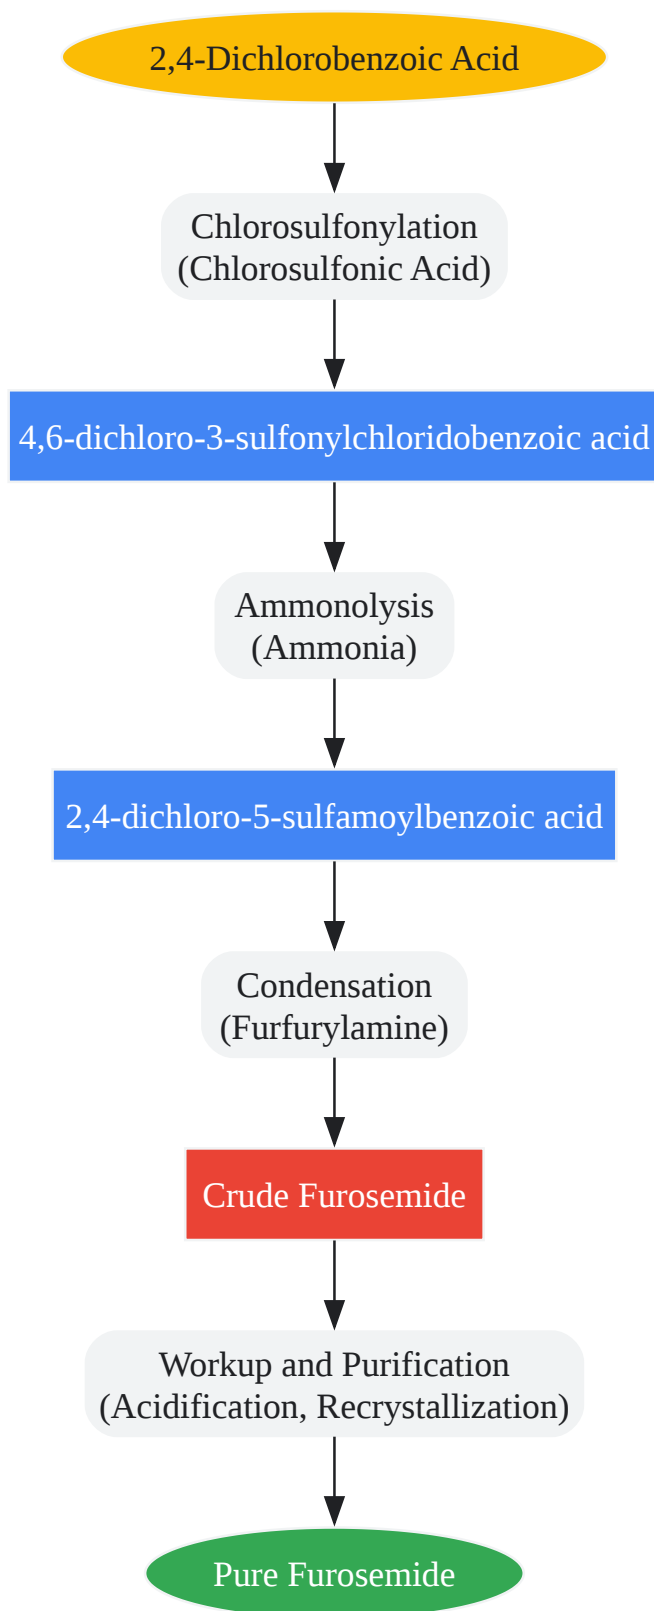 2,4-Dichlorobenzoic Acid
Chlorosulfonylation
(Chlorosulfonic Acid)
4,6-dichloro-3-sulfonylchloridobenzoic acid
Ammonolysis
(Ammonia)
2,4-dichloro-5-sulfamoylbenzoic acid
Condensation
(Furfurylamine)
Crude Furosemide
Workup and Purification
(Acidification, Recrystallization)
Pure Furosemide